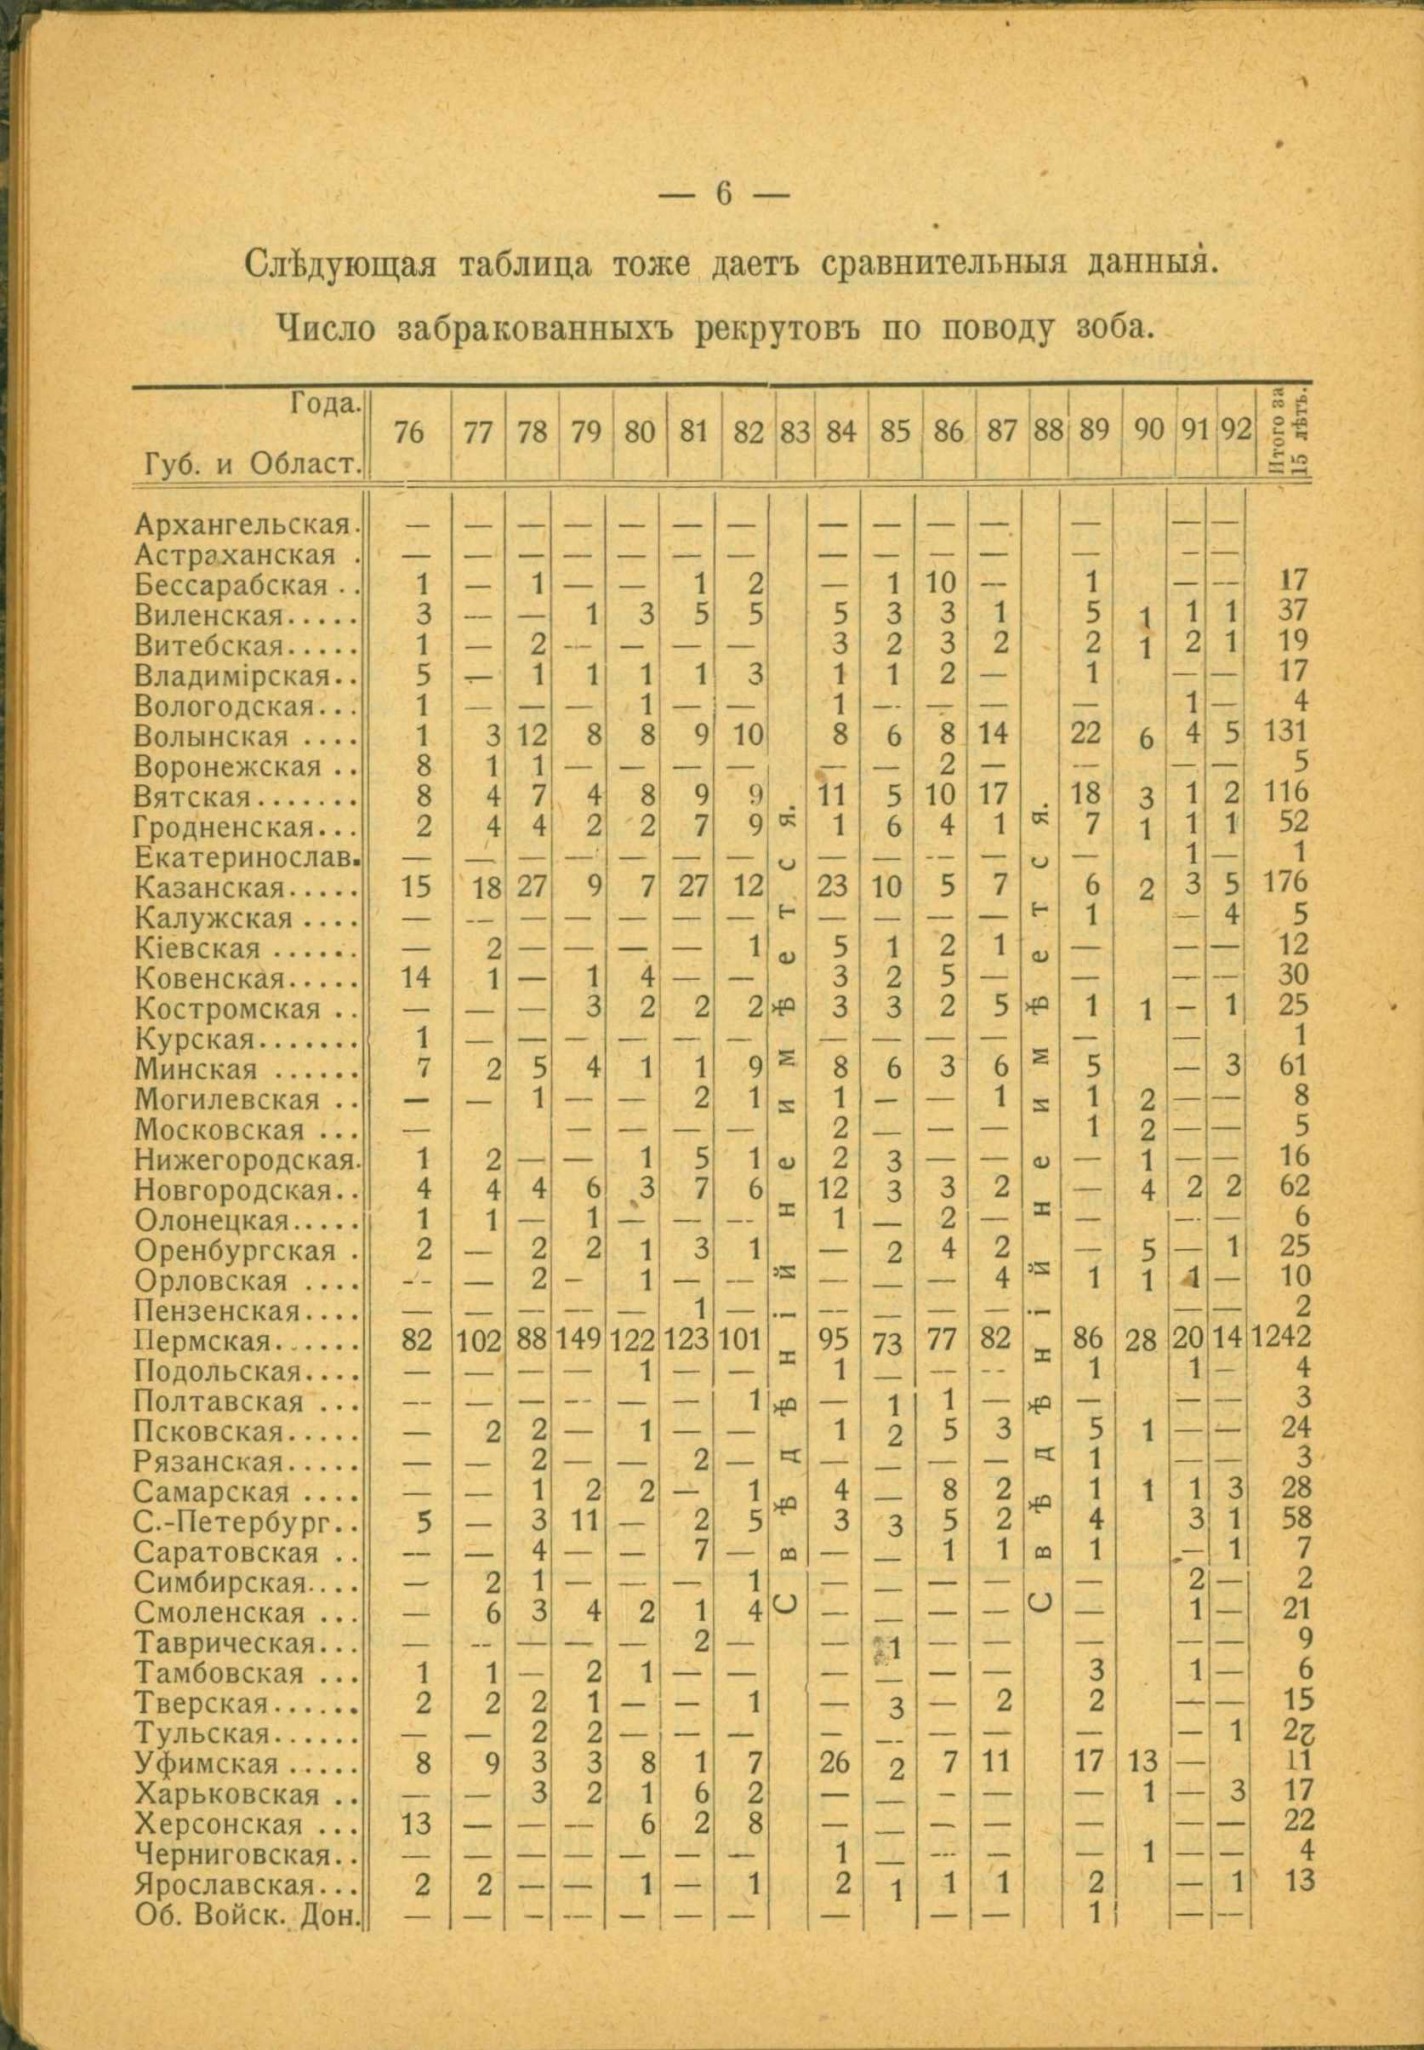 — 6 —
Слѣдующая таблица тоже даетъ сравнительныя данныя.
Число забракованныхъ рекрутовъ по поводу зоба.
Года. Губ. и Област. 76 77 78 79 80 81 82 83 84 85 86 87 88 89 90 91 92 Итого за 15 лѣтъ.
Свѣдѣній не имѣется.
Свѣдѣній не имѣется.
Архангельская. — — — — — — — — — — — — — —
Астраханская . — — — — — — — — — — — — — —
Бессарабская .. 1 — 1 — — 1 2 — 1 10 — 1 — — 17
Виленская..... 3 — — 1 3 5 5 5 3 3 1 5 1 1 1 37
Витебская..... 1 — 2 — — — — 3 2 3 2 2 1 2 1 19
Владимірская.. 5 — 1 1 1 1 3 1 1 2 — 1 — — 17
Вологодская... 1 — — — 1 — — 1 — — — — 1 — 4
Волынская .... 1 3 12 8 8 9 10 8 6 8 14 22 6 4 5 131
Воронежская .. 8 1 1 — — — — — — 2 — — — — 5
Вятская....... 8 4 7 4 8 9 9 11 5 10 17 18 3 1 2 116
Гродненская... 2 4 4 2 2 7 9 1 6 4 1 7 1 1 1 52
Екатеринослав. — — — — — — — — — — — — 1 — 1
Казанская..... 15 18 27 9 7 27 12 23 10 5 7 6 2 3 5 176
Калужская .... — — — — — — — — — — — 1 — 4 5
Кіевская ...... — 2 — — — — 1 5 1 2 1 — — — 12
Ковенская..... 14 1 — 1 4 — — 3 2 5 — — — — 30
Костромская .. — — — 3 2 2 2 3 3 2 5 1 1 — 1 25
Курская....... 1 — — — — — — — — — — — — 1
Минская ...... 7 2 5 4 1 1 9 8 6 3 6 5 — 3 61
Могилевская .. — — 1 — — 2 1 1 — — 1 1 2 — — 8
Московская ... — — — — — 2 — — — 1 2 — — 5
Нижегородская. 1 2 — — 1 5 1 2 3 — — — 1 — — 16
Новгородская.. 4 4 4 6 3 7 6 12 3 3 2 — 4 2 2 62
Олонецкая..... 1 1 — 1 — — — 1 — 2 — — — — 6
Оренбургская . 2 — 2 2 1 3 1 — 2 4 2 — 5 — 1 25
Орловская .... — — 2 — 1 — — — — — 4 1 1 1 — 10
Пензенская.... — — — — — 1 — — — — — — — 2
Пермская...... 82 102 88 149 122 123 101 95 73 77 82 86 28 20 14 1242
Подольская.... — — — — 1 — — 1 — — — 1 1 — 4
Полтавская ... — — — — — — 1 — 1 1 — — — — 3
Псковская..... — 2 2 — 1 — — 1 2 5 3 5 1 — — 24
Рязанская..... — — 2 — — 2 — — — — — 1 — — 3
Самарская .... — — 1 2 2 — 1 4 — 8 2 1 1 1 3 28
С.-Петербург.. 5 — 3 11 — 2 5 3 3 5 2 4 3 1 58
Саратовская .. — — 4 — — 7 — — — 1 1 1 — 1 7
Симбирская.... — 2 1 — — — 1 — — — — — 2 — 2
Смоленская ... — 6 3 4 2 1 4 — — — — — 1 — 21
Таврическая... — — — — — 2 — — 1 — — — — — 9
Тамбовская ... 1 1 — 2 1 — — — — — — 3 1 — 6
Тверская...... 2 2 2 1 — — 1 — 3 — 2 2 — — 15
Тульская...... — — 2 2 — — — — — — — — — 1
Уфимская ..... 8 9 3 3 8 1 7 26 2 7 11 17 13 — 11
Харьковская .. — — 3 2 1 6 2 — — — — — 1 — 3 17
Херсонская ... 13 — — — 6 2 8 — — — — — — — 22
Черниговская.. — — — — — — — 1 — — — — 1 — — 4
Ярославская... 2 2 — — 1 — 1 2 1 1 1 2 — 1 13
Об. Войск. Дон. — — — — — — — — — — 1 — —